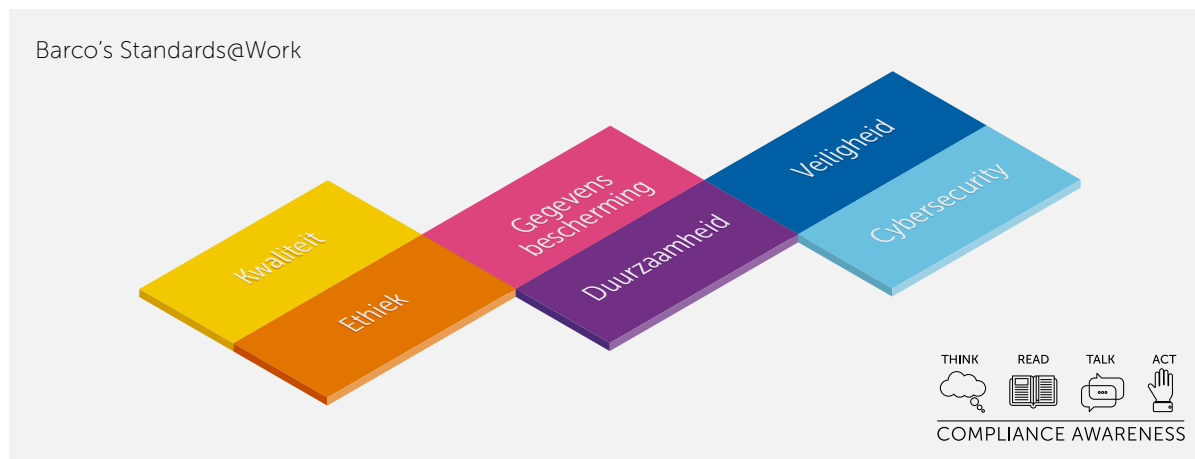 Barco's Standards@Work
Kwaliteit
Ethiek
Gegevens
bescherming
Duurzaamheid
Veiligheid
Cybersecurity
THINK READ TALK ACT
COMPLIANCE AWARENESS